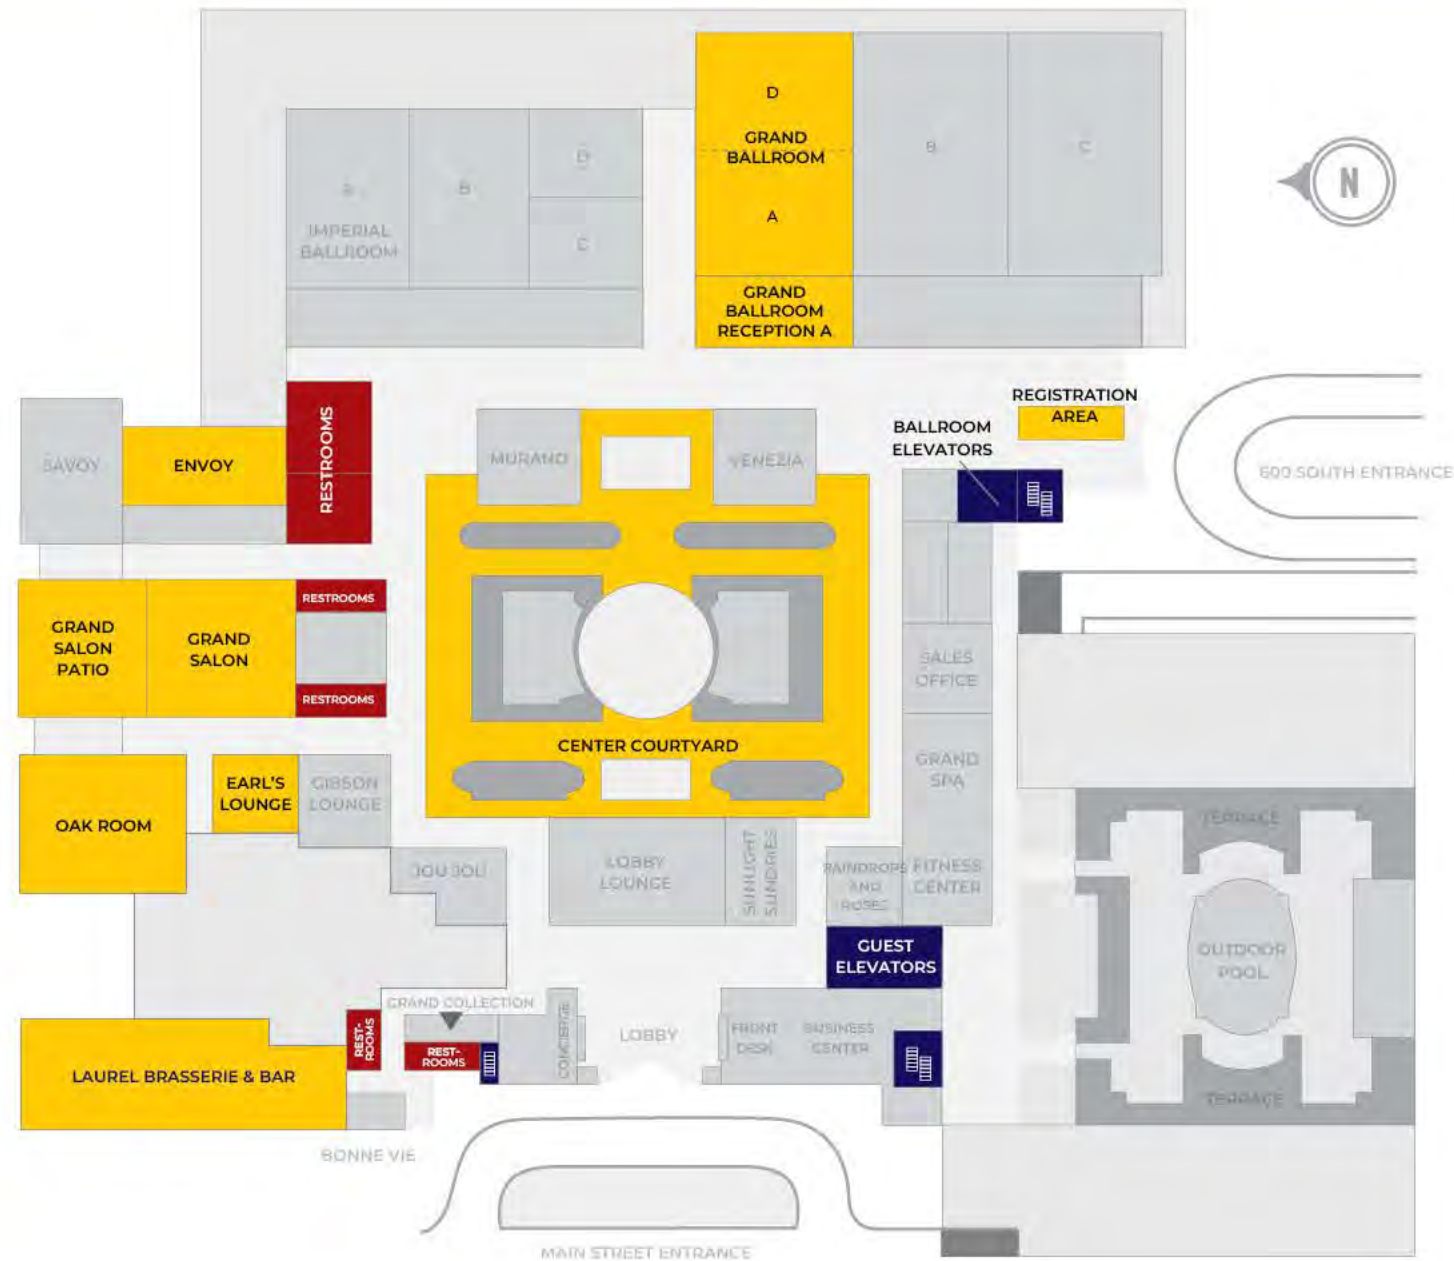 D
GRAND
BALLROOM
A
B
C
GRAND
BALLROOM
RECEPTION A
B
D
C
IMPERIAL
BALLROOM
N
REGISTRATION
AREA
BALLROOM
ELEVATORS
600 SOUTH ENTRANCE
SAVOY
ENVOY
RESTROOMS
MURANO
VENEZIA
GRAND
SALON
PATIO
GRAND
SALON
RESTROOMS
RESTROOMS
CENTER COURTYARD
SALES
OFFICE
GRAND
SPA
FITNESS
CENTER
OAK ROOM
EARL'S
LOUNGE
GIBSON
LOUNGE
JOU JOU
LOBBY
LOUNGE
SUNLIGHT
SUNDRIES
RAINDROPS
AND
ROSES
GUEST
ELEVATORS
TERRACE
OUTDOOR
POOL
TERRACE
GRAND COLLECTION
REST-
ROOMS
REST-
ROOMS
CONCIERGE
LOBBY
FRONT
DESK
BUSINESS
CENTER
LAUREL BRASSERIE & BAR
BONNE VIE
MAIN STREET ENTRANCE